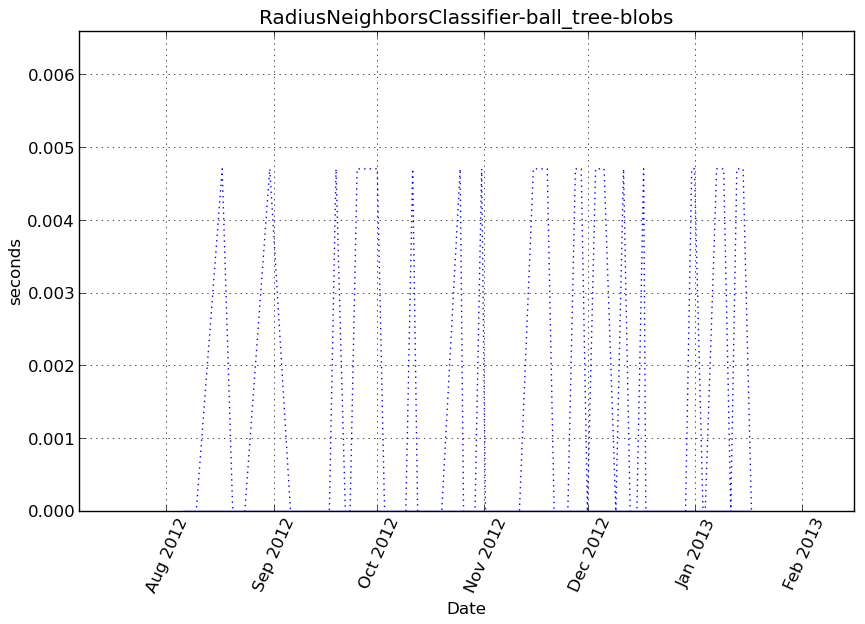 RadiusNeighborsClassifier-ball_tree-blobs
0.006
0.005
0.004
0.003
0.002
0.001
0.000
seconds
Aug 2012
Sep 2012
Oct 2012
Nov 2012
Dec 2012
Jan 2013
Feb 2013
Date